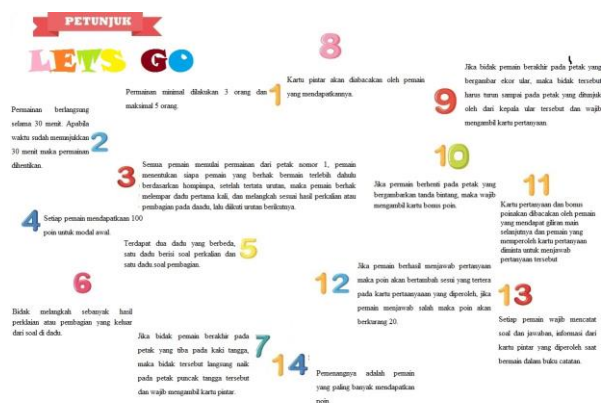 PETUNJUK
LETS GO
1
Permainan minimal dilakukan 3 orang dan
maksimal 5 orang.
2
Permainan berlangsung
selama 30 menit. Apabila
waktu sudah menunjukkan
30 menit maka permainan
dihentikan.
3
Semua pemain memulai permainan dari petak nomor 1, pemain
menentukan siapa pemain yang berhak bermain terlebih dahulu
berdasarkan hompimpa, setelah tertata urutan, maka pemain berhak
melempar dadu pertama kali, dan melangkah sesuai hasil perkalian atau
pembagian pada daadu, lalu diikuti urutan berikutnya.
4
Setiap pemain mendapatkaan 100
poin untuk modal awal.
5
Terdapat dua dadu yang berbeda,
satu dadu berisi soal perkalian dan
satu dadu soal pembagian.
6
Bidak melangkah sebanyak hasil
perklaian atau pembagian yang keluar
dari soal di dadu.
7
Jika bidak pemain berakhir pada
petak yang tiba pada kaki tangga,
maka bidak tersebut langsung naik
pada petak puncak tangga tersebut
dan wajib mengambil kartu pintar.
8
Kartu pintar akan diabacakan oleh pemain
yang mendapatkannya.
9
Jika bidak pemain berakhir pada petak yang
bergambar ekor ular, maka bidak tersebut
harus turun sampai pada petak yang ditunjuk
oleh dari kepala ular tersebut dan wajib
mengambil kartu pertanyaan.
10
Jika permain berhenti pada petak yang
bergambarkan tanda bintang, maka wajib
mengambil kartu bonus poin.
11
Kartu pertanyaan dan bonus
poinakan dibacakan oleh pemain
yang mendapat giliran main
selanjutnya dan pemain yang
memperoleh kartu pertanyaan
diminta untuk menjawab
pertanyaan tersebut
12
Jika pemain berhasil menjawab pertanyaan
maka poin akan bertambah sesui yang tertera
pada kartu pertaanyaaan yang diperoleh, jika
pemain menjawab salah maka poin akan
berkurang 20.
13
Setiap pemain wajib mencatat
soal dan jawaban, informasi dari
kartu pintar yang diperoleh saat
bermain dalam buku catatan.
14
Pemenangnya adalah pemain
yang paling banyak mendapatkan
poin